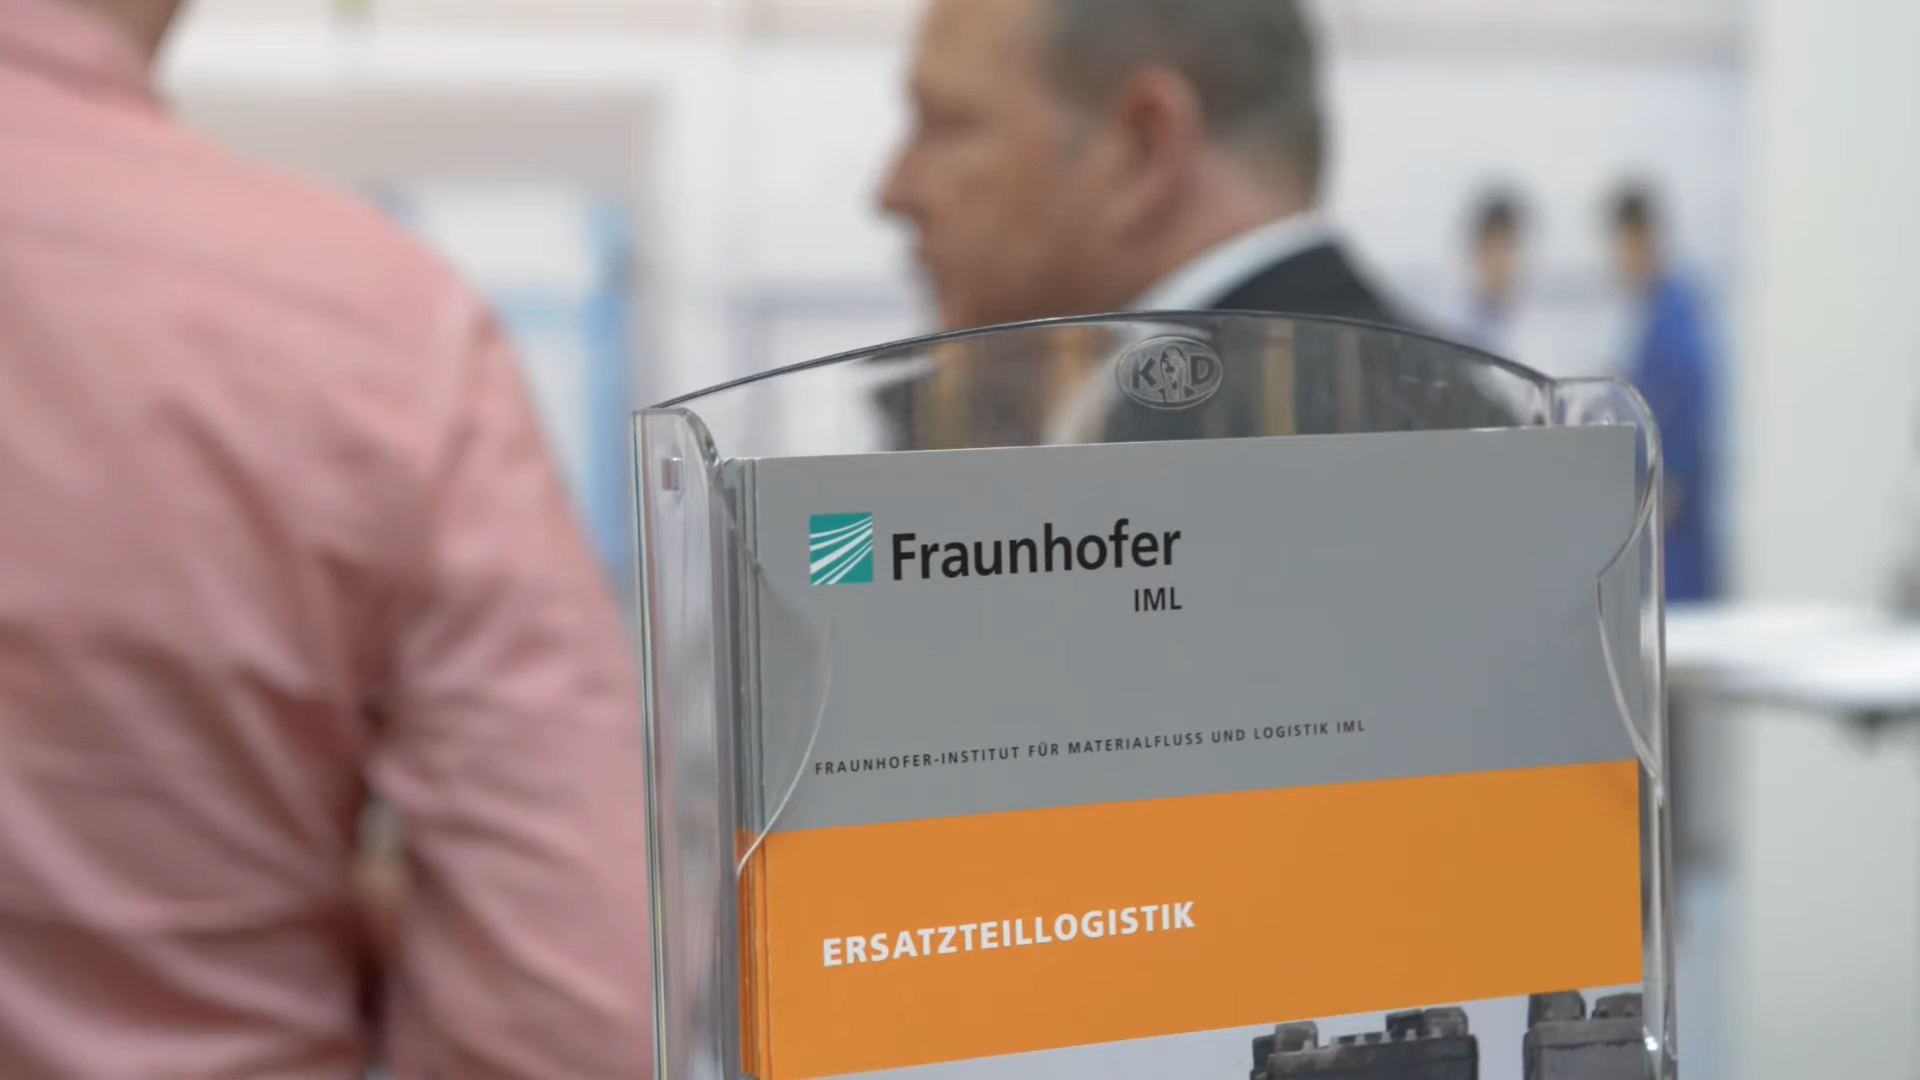 K D
Fraunhofer
IML
FRAUNHOFER-INSTITUT FÜR MATERIALFLUSS UND LOGISTIK IML
ERSATZTEILLOGISTIK